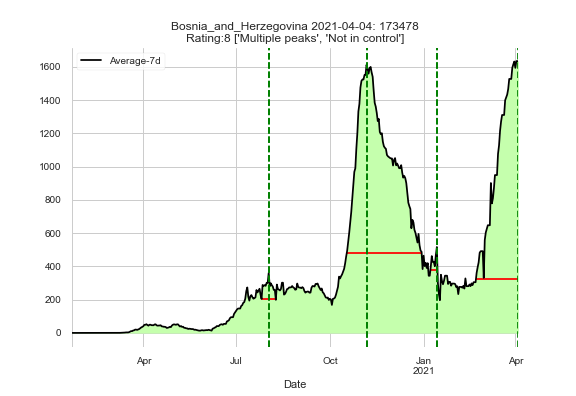 Bosnia_and_Herzegovina 2021-04-04: 173478
Rating:8 ['Multiple peaks', 'Not in control']
Average-7d
1600
1400
1200
1000
800
600
400
200
0
Apr Jul Oct Jan Apr
2021
Date